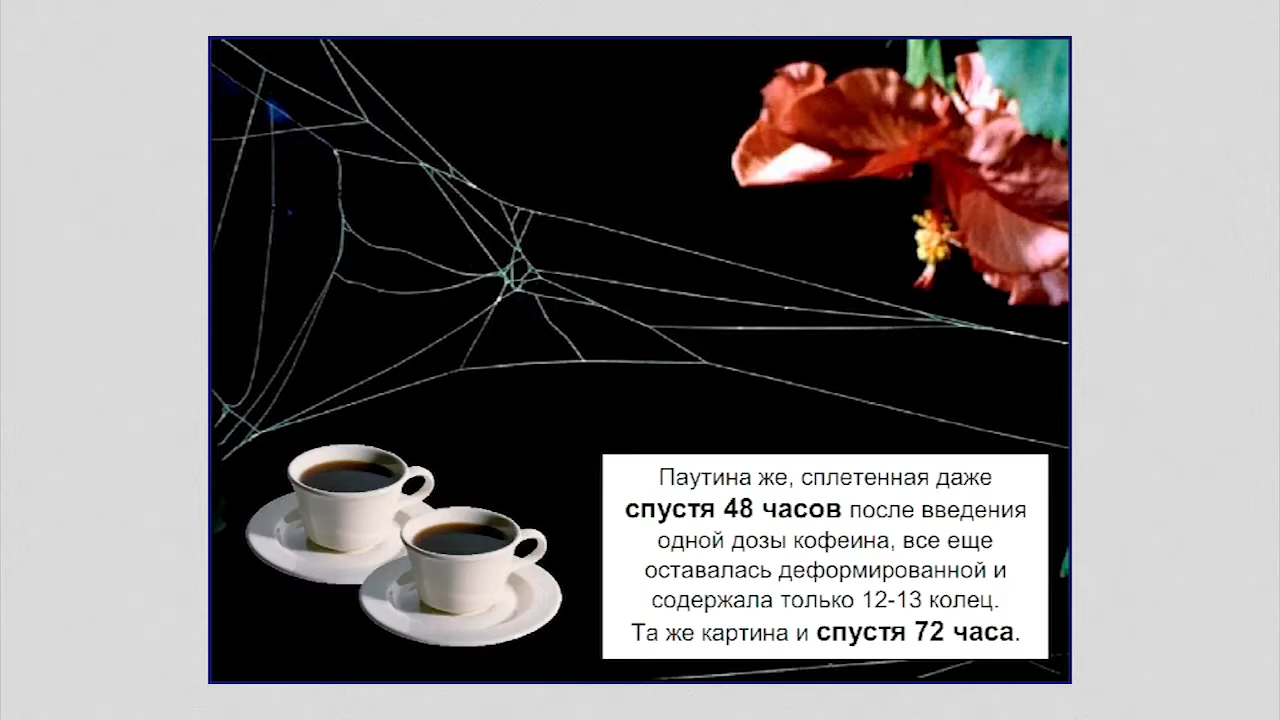 Паутина же, сплетенная даже
спустя 48 часов после введения
одной дозы кофеина, все еще
оставалась деформированной и
содержала только 12-13 колец.
Та же картина и спустя 72 часа.